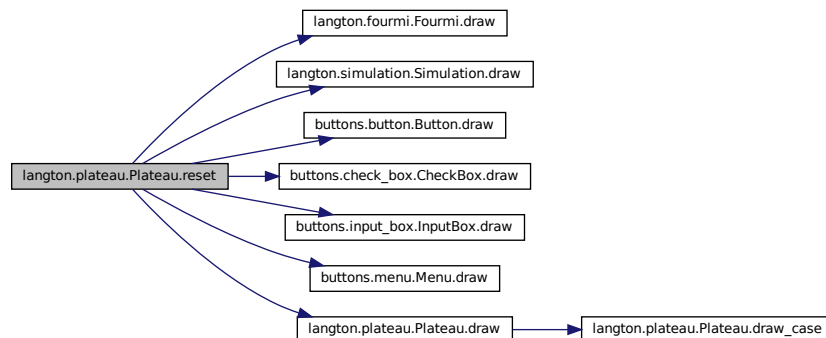 langton.fourmi.Fourmi.draw
langton.simulation.Simulation.draw
buttons.button.Button.draw
langton.plateau.Plateau.reset
buttons.check_box.CheckBox.draw
buttons.input_box.InputBox.draw
buttons.menu.Menu.draw
langton.plateau.Plateau.draw
langton.plateau.Plateau.draw_case